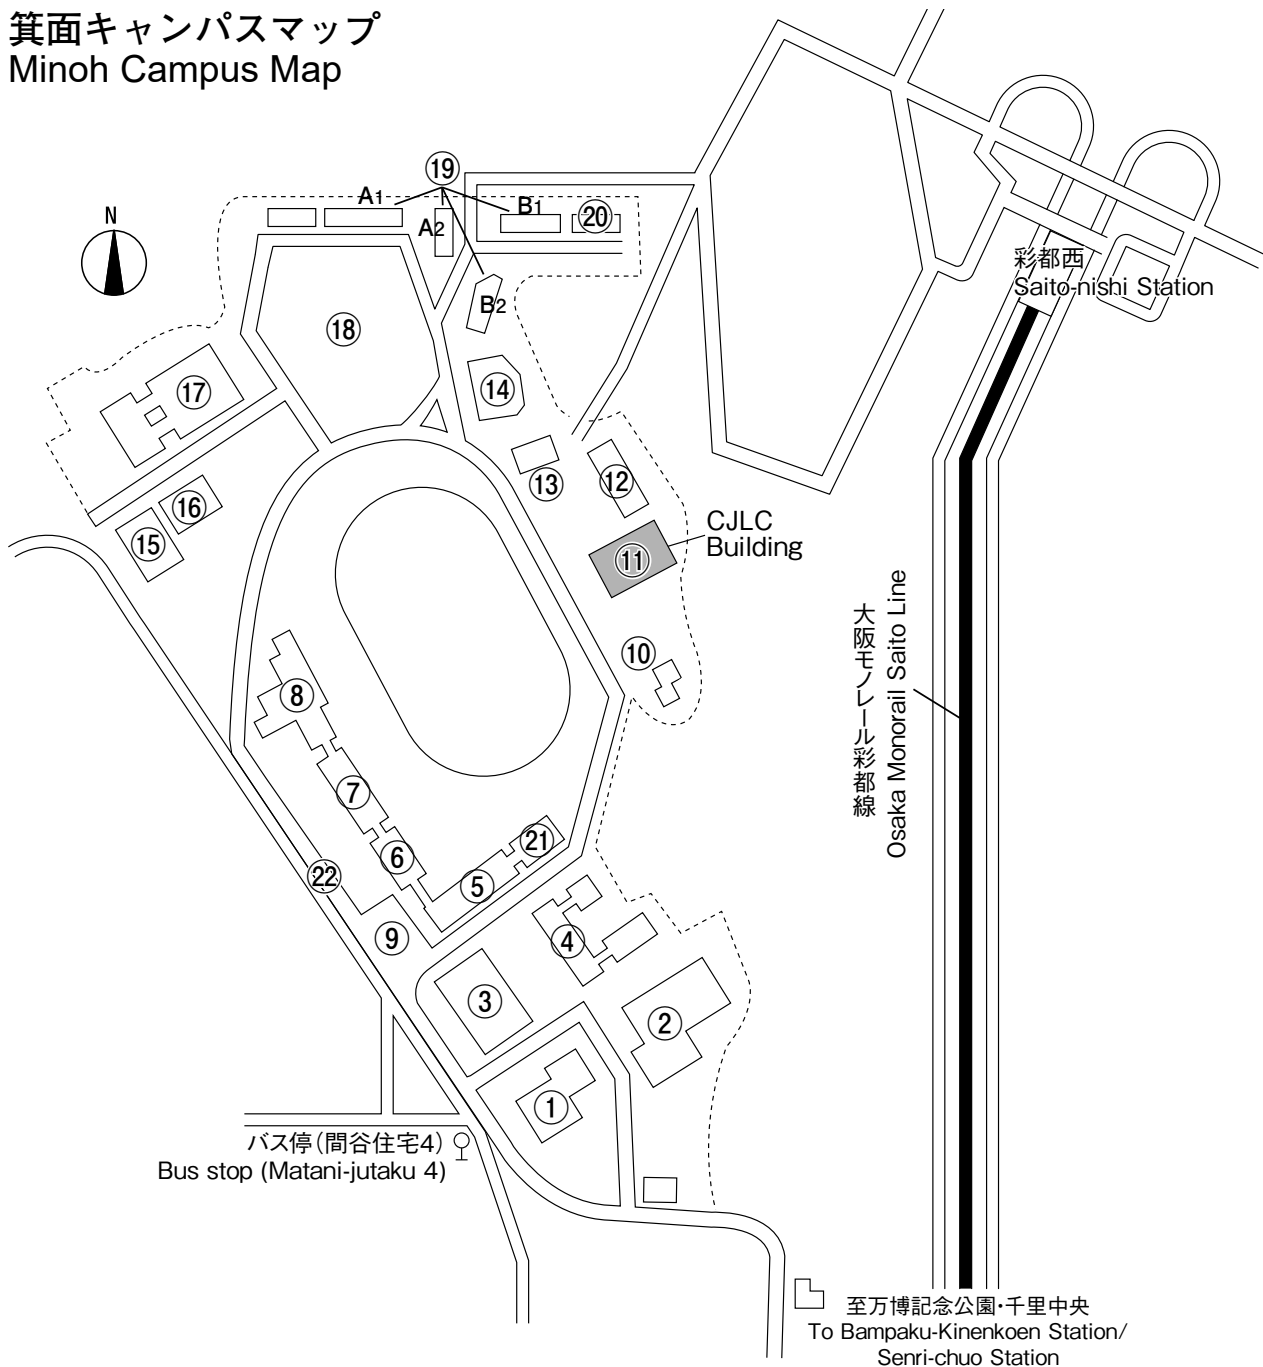 箕面キャンパスマップ
Minoh Campus Map
N
⑲
A1
A2
B1
⑳
B2
彩都西
Saito-nishi Station
⑱
⑰
⑭
⑬
⑫
⑯
⑮
CJLC
Building
⑪
⑩
大阪モノレール彩都線
Osaka Monorail Saito Line
⑧
⑦
⑥
㉑
⑤
㉒
⑨
④
③
②
①
バス停(間谷住宅4)
Bus stop (Matani-jutaku 4)
至万博記念公園・千里中央
To Bampaku-Kinenkoen Station/
Senri-chuo Station